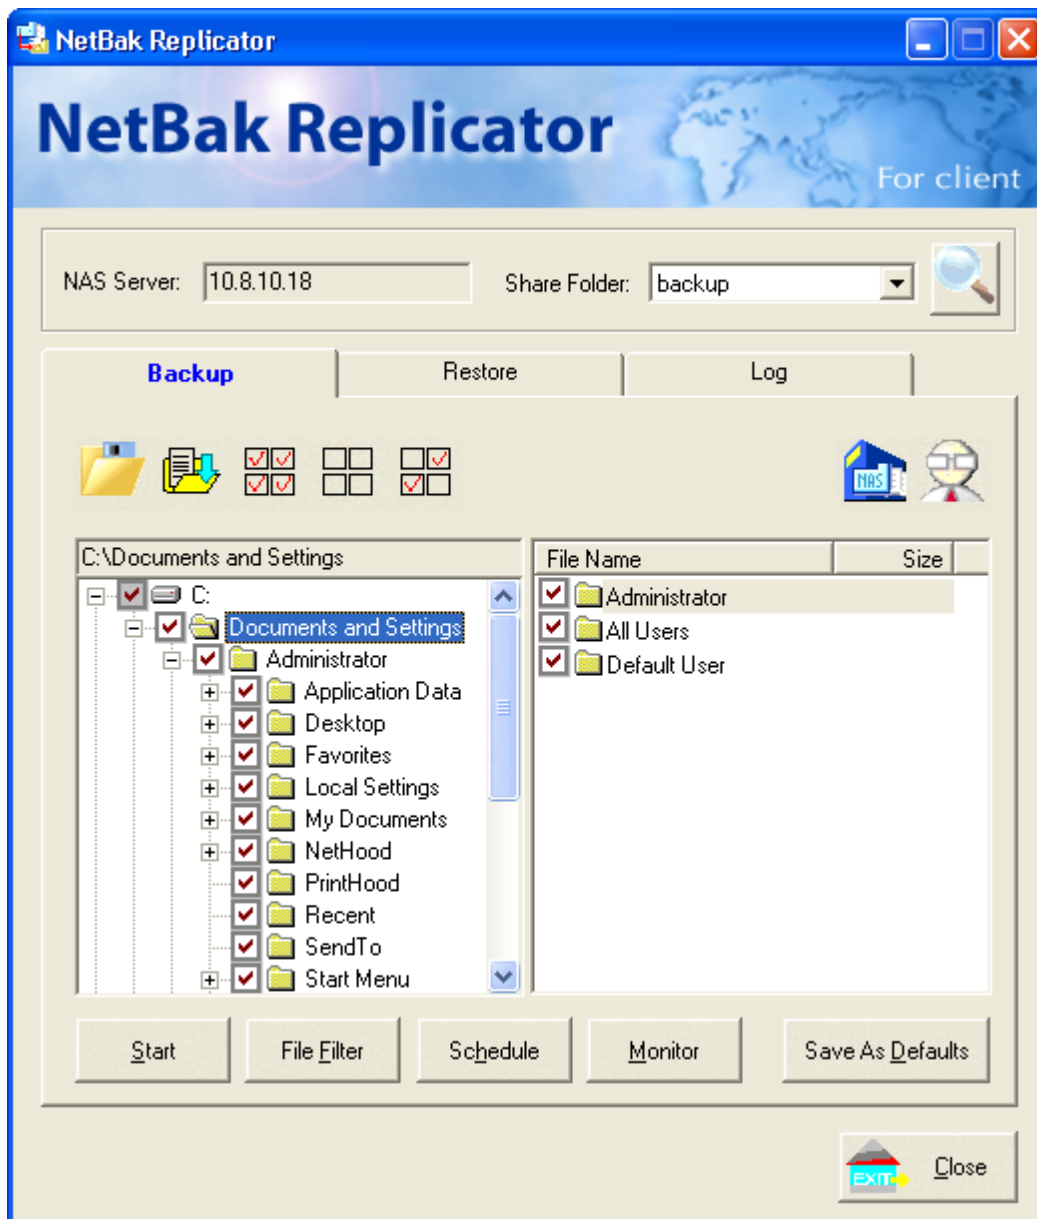 NetBak Replicator
NetBak Replicator
For client
NAS Server: 10.8.10.18 Share Folder: backup
Backup Restore Log
NAS
C:\Documents and Settings
File Name Size
C:
Documents and Settings
Administrator
Application Data
Desktop
Favorites
Local Settings
My Documents
NetHood
PrintHood
Recent
SendTo
Start Menu
Administrator
All Users
Default User
Start File Filter Schedule Monitor Save As Defaults
EXIT Close